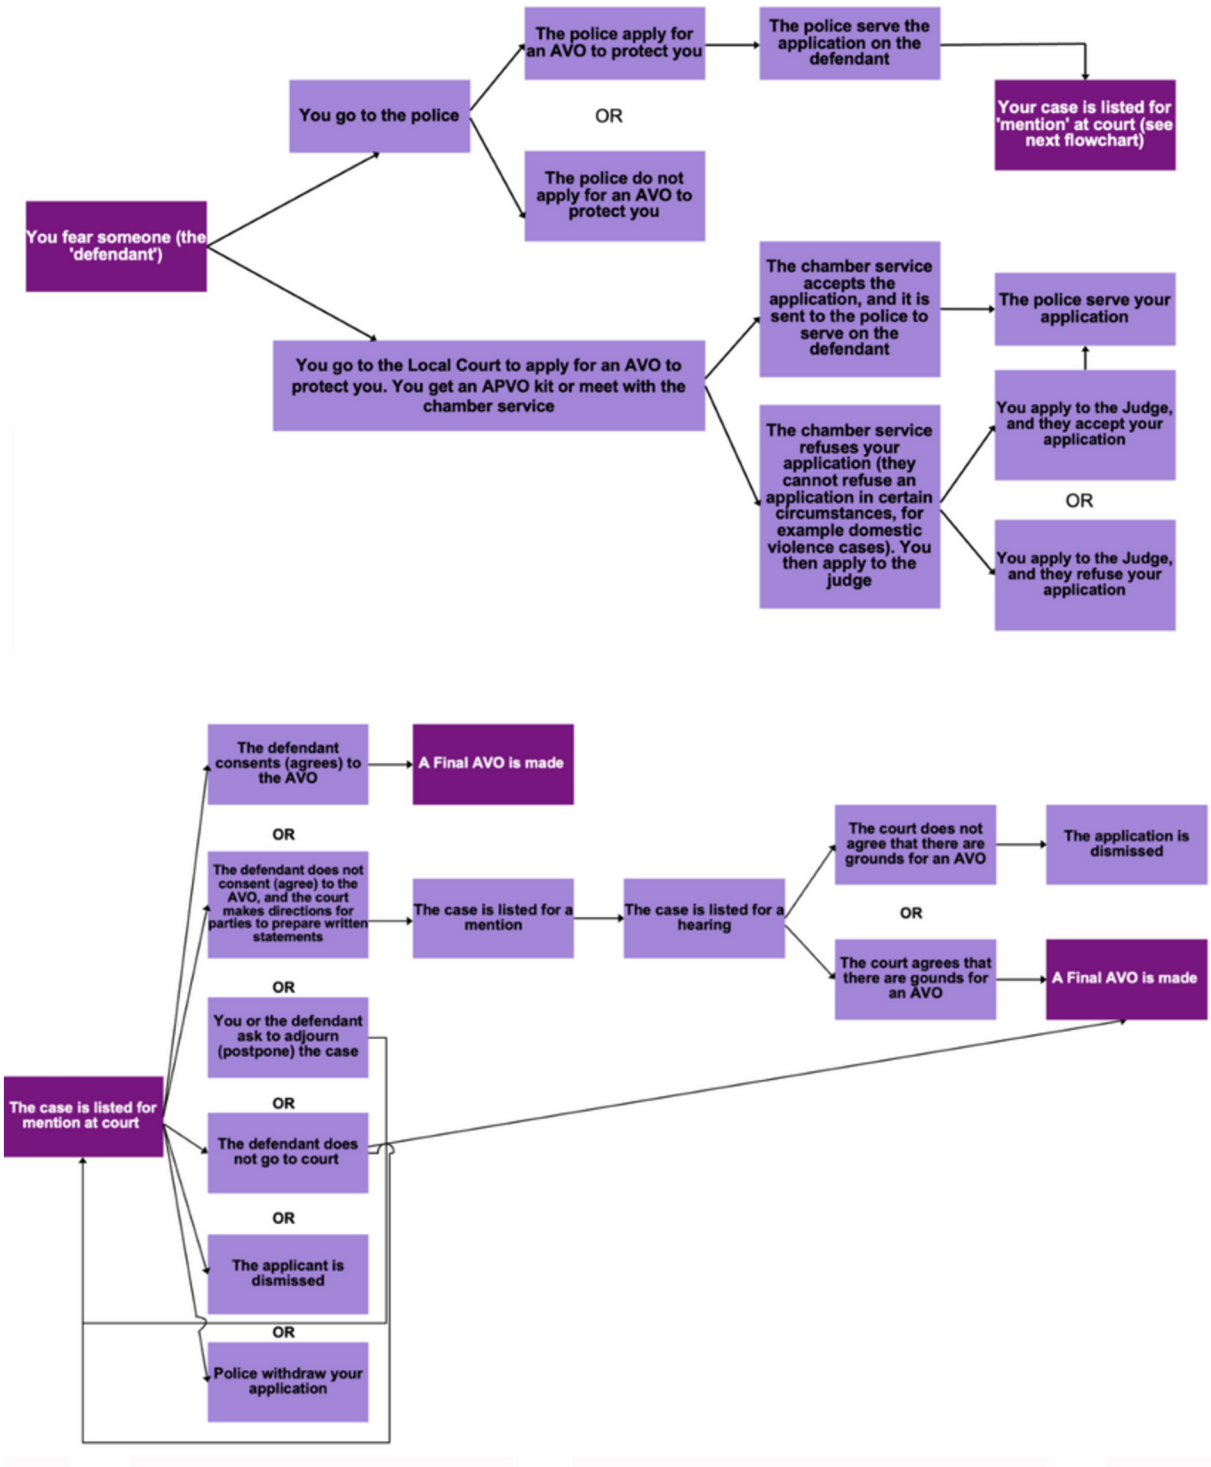 The police apply for
an AVO to protect you
The police serve the
application on the
defendant
You go to the police
OR
Your case is listed for
'mention' at court (see
next flowchart)
The police do not
apply for an AVO to
protect you
You fear someone (the
'defendant')
The chamber service
accepts the
application, and it is
sent to the police to
serve on the
defendant
The police serve your
application
You go to the Local Court to apply for an AVO to
protect you. You get an APVO kit or meet with the
chamber service
The chamber service
refuses your
application (they
cannot refuse an
application in certain
circumstances, for
example domestic
violence cases). You
then apply to the
judge
You apply to the Judge,
and they accept your
application
OR
You apply to the Judge,
and they refuse your
application
The defendant
consents (agrees) to
the AVO
A Final AVO is made
OR
The defendant does not
consent (agree) to the
AVO, and the court
makes directions for
parties to prepare written
statements
The case is listed for a
mention
The case is listed for a
hearing
The court does not
agree that there are
grounds for an AVO
The application is
dismissed
OR
The court agrees that
there are gounds for
an AVO
A Final AVO is made
OR
You or the defendant
ask to adjourn
(postpone) the case
The case is listed for
mention at court
OR
The defendant does
not go to court
OR
The applicant is
dismissed
OR
Police withdraw your
application